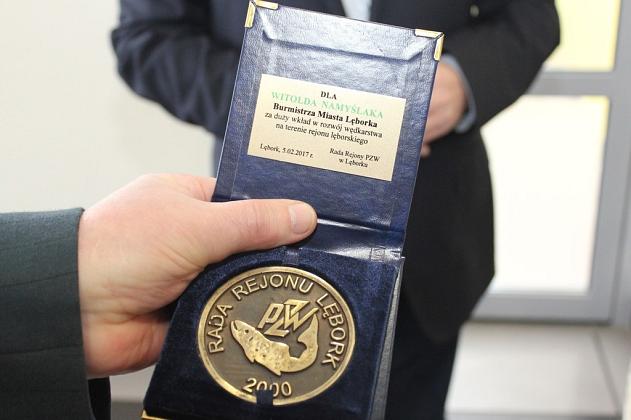 DLA
WITOLDA NAMYŚLAKA
Burmistrza Miasta Lęborka
za duży wkład w rozwój wędkarstwa
na terenie rejonu lęborskiego
Lębork, 5.02.2017 r. Rada Rejony PZW
w Lęborku
RADA REJONU LĘBORK
PZW
2000